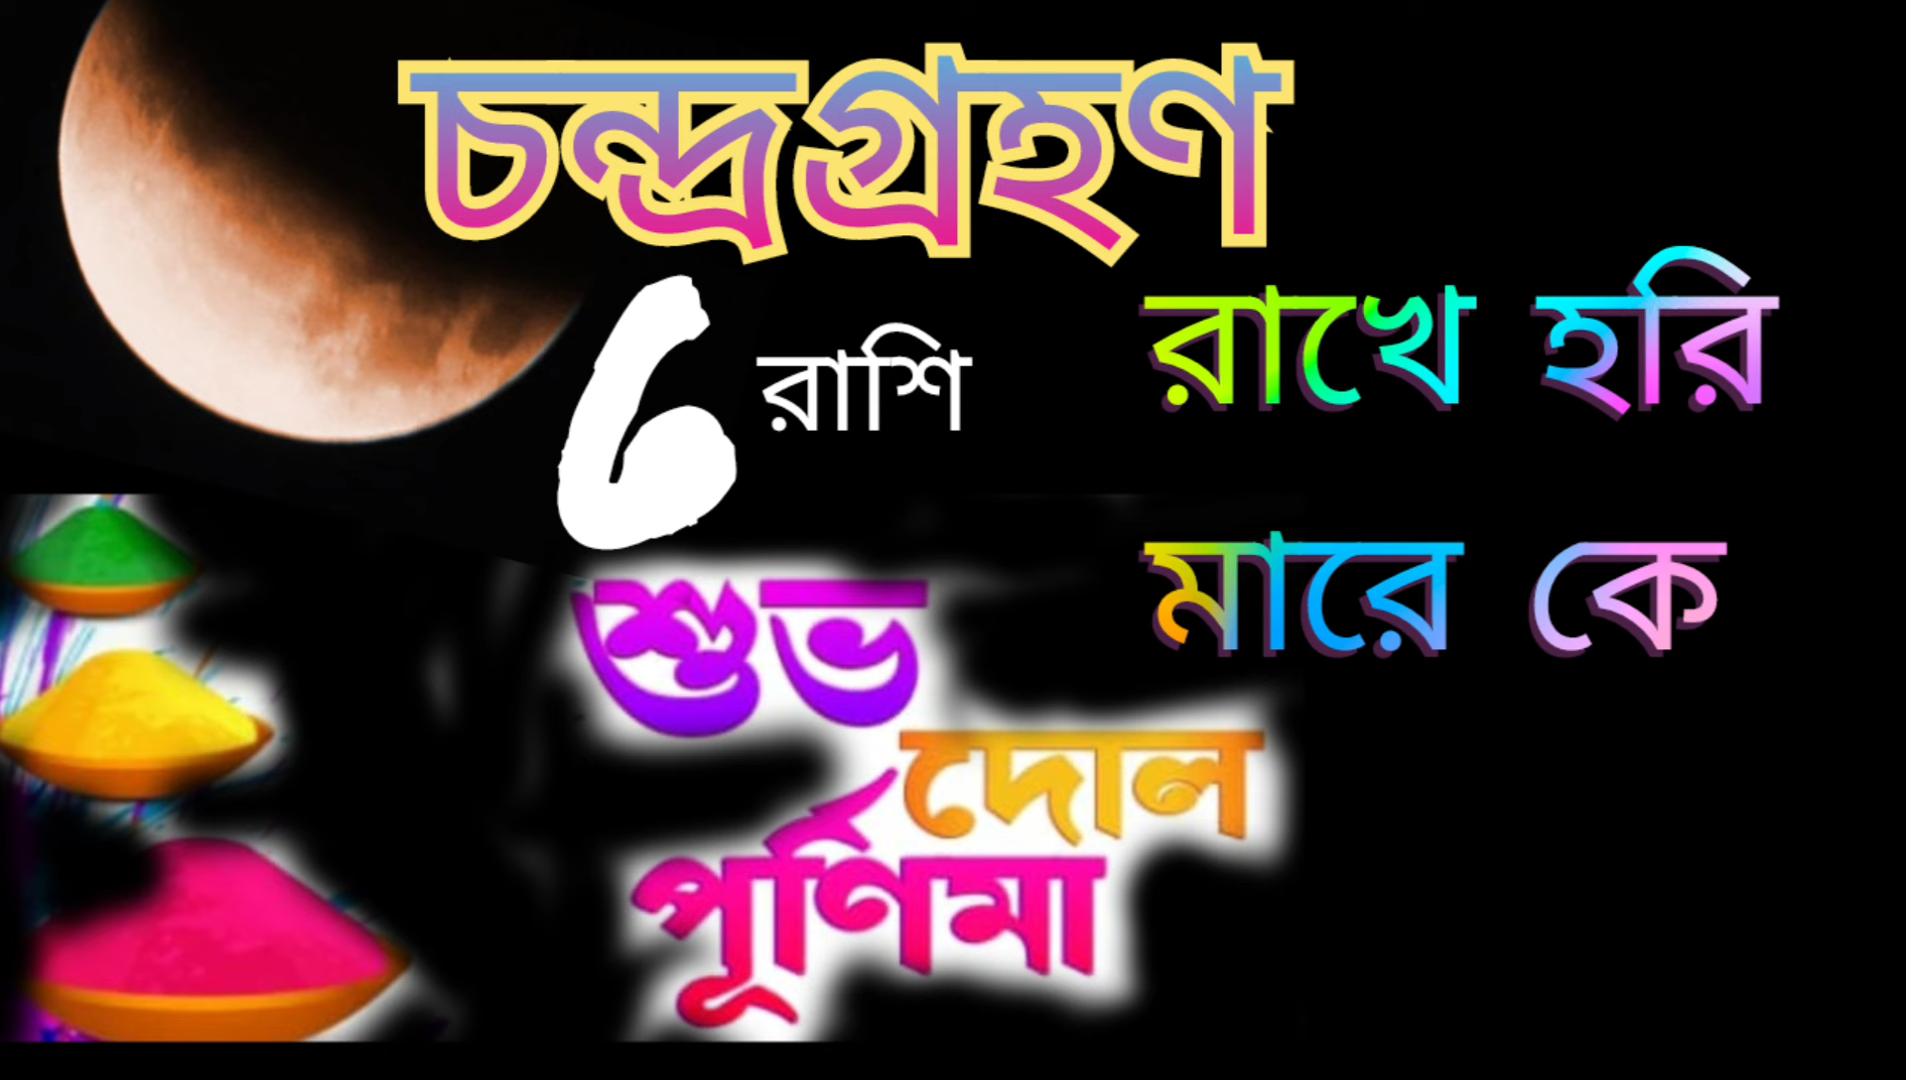 চন্দ্রগ্রহণ
6 রাশি
রাখে হরি
মারে কে
শুভ
দোল
পূর্ণিমা